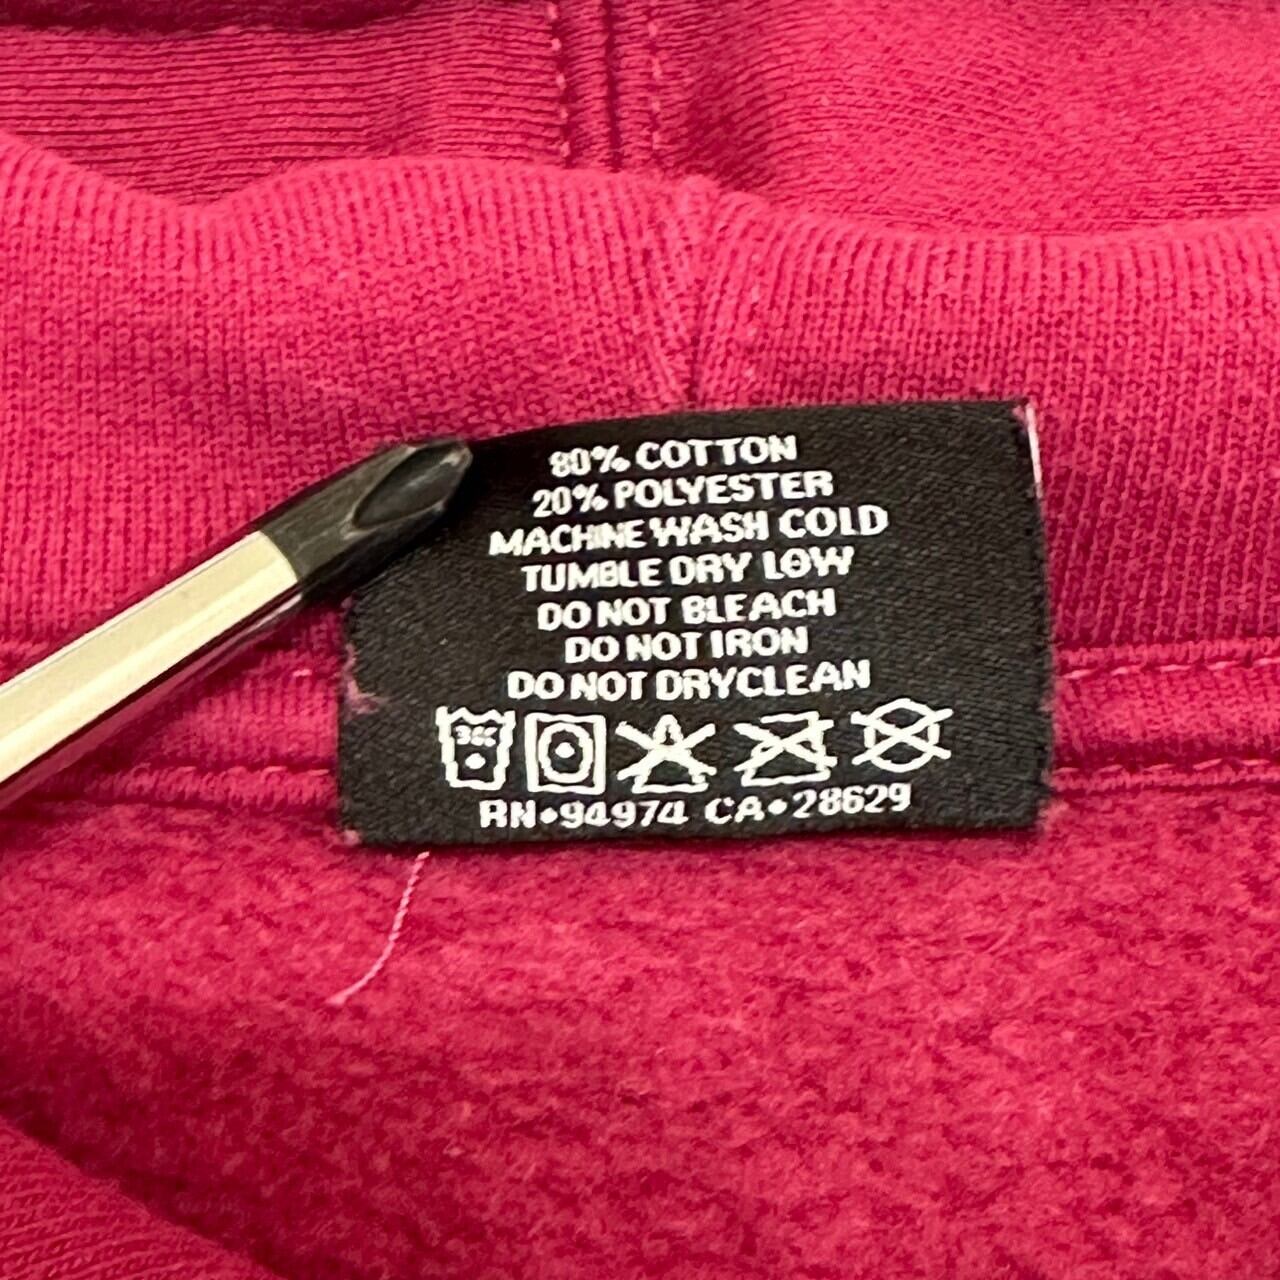 80% COTTON
20% POLYESTER
MACHINE WASH COLD
TUMBLE DRY LOW
DO NOT BLEACH
DO NOT IRON
DO NOT DRYCLEAN
RN•94974 CA•28629